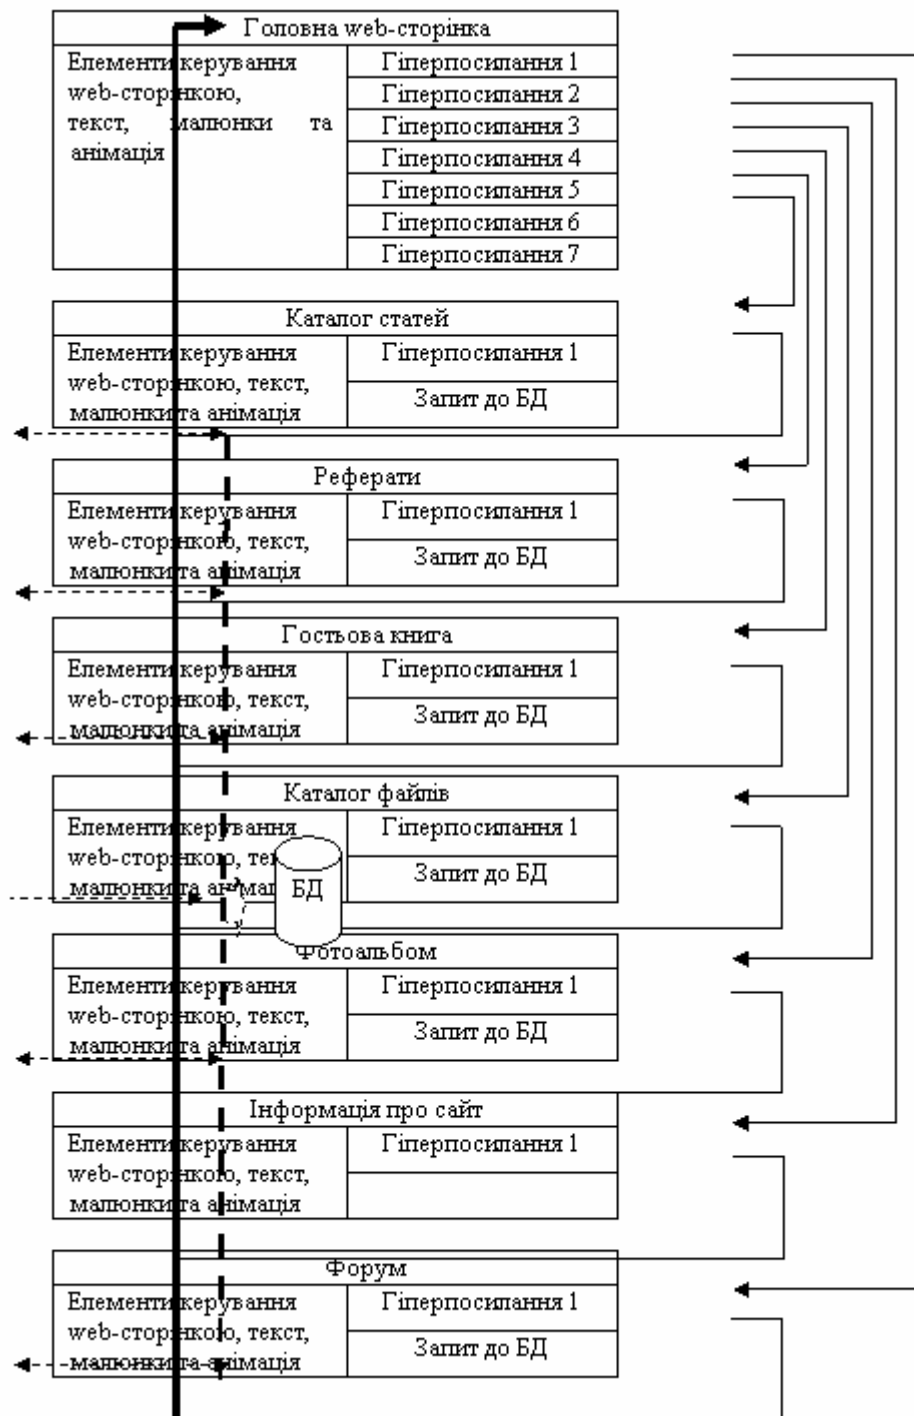 Головна web-сторінка
Елементи керування
web-сторінкою,
текст, малюнки та
анімація
Гіперпосилання 1
Гіперпосилання 2
Гіперпосилання 3
Гіперпосилання 4
Гіперпосилання 5
Гіперпосилання 6
Гіперпосилання 7
Каталог статей
Елементи керування
web-сторінкою, текст,
малюнки та анімація
Гіперпосилання 1
Запит до БД
Реферати
Елементи керування
web-сторінкою, текст,
малюнки та анімація
Гіперпосилання 1
Запит до БД
Гостьова книга
Елементи керування
web-сторінкою, текст,
малюнки та анімація
Гіперпосилання 1
Запит до БД
Каталог файлів
Елементи керування
web-сторінкою, текст,
малюнки та анімація
Гіперпосилання 1
Запит до БД
БД
Фотоальбом
Елементи керування
web-сторінкою, текст,
малюнки та анімація
Гіперпосилання 1
Запит до БД
Інформація про сайт
Елементи керування
web-сторінкою, текст,
малюнки та анімація
Гіперпосилання 1
Форум
Елементи керування
web-сторінкою, текст,
малюнки та анімація
Гіперпосилання 1
Запит до БД